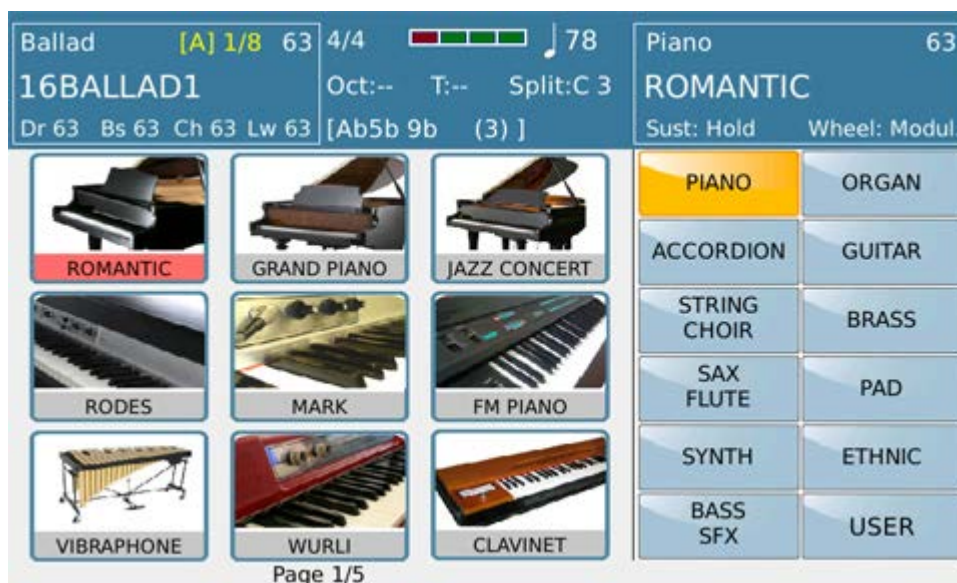 Ballad [A] 1/8 63
16BALLAD1
Dr 63 Bs 63 Ch 63 Lw 63
4/4 78
Oct:-- T:-- Split:C 3
[Ab5b 9b (3) ]
Piano 63
ROMANTIC
Sust: Hold Wheel: Modul.
ROMANTIC GRAND PIANO JAZZ CONCERT
RODES MARK FM PIANO
VIBRAPHONE WURLI CLAVINET
Page 1/5
PIANO ORGAN
ACCORDION GUITAR
STRING
CHOIR
BRASS
SAX
FLUTE
PAD
SYNTH ETHNIC
BASS
SFX
USER